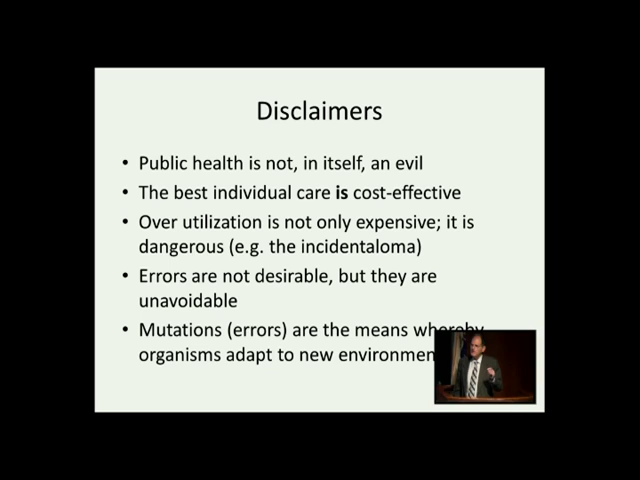 Disclaimers
• Public health is not, in itself, an evil
• The best individual care is cost-effective
• Over utilization is not only expensive; it is
dangerous (e.g. the incidentaloma)
• Errors are not desirable, but they are
unavoidable
• Mutations (errors) are the means whereby
organisms adapt to new